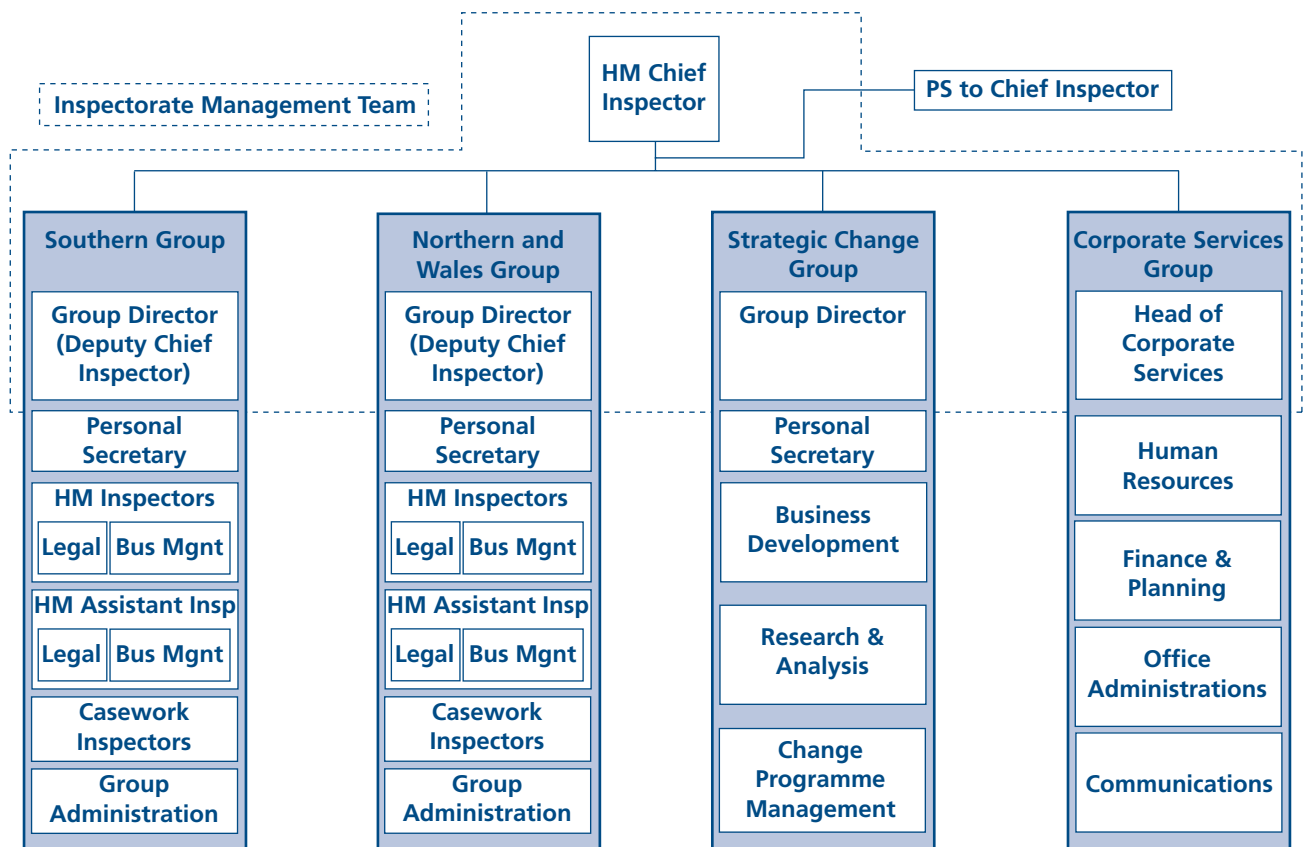 HM Chief
Inspector
PS to Chief Inspector
Inspectorate Management Team
Southern Group
Group Director
(Deputy Chief
Inspector)
Personal
Secretary
HM Inspectors
Legal
Bus Mgnt
HM Assistant Insp
Legal
Bus Mgnt
Casework
Inspectors
Group
Administration
Northern and
Wales Group
Group Director
(Deputy Chief
Inspector)
Personal
Secretary
HM Inspectors
Legal
Bus Mgnt
HM Assistant Insp
Legal
Bus Mgnt
Casework
Inspectors
Group
Administration
Strategic Change
Group
Group Director
Personal
Secretary
Business
Development
Research &
Analysis
Change
Programme
Management
Corporate Services
Group
Head of
Corporate
Services
Human
Resources
Finance &
Planning
Office
Administrations
Communications